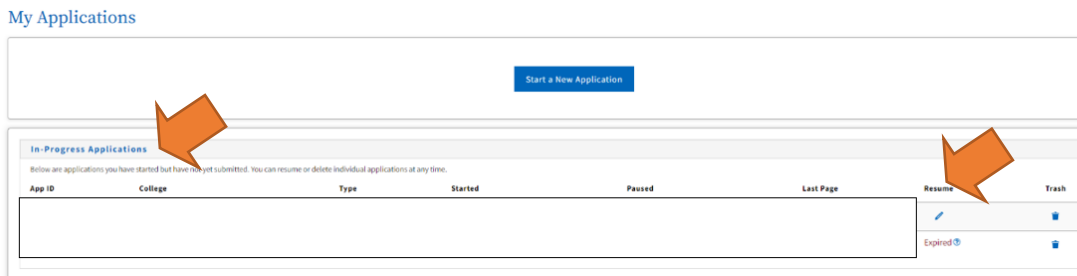 My Applications
Start a New Application
In-Progress Applications
Below are applications you have started but have not yet submitted. You can resume or delete individual applications at any time.
App ID College Type Started Paused Last Page Resume Trash
Expired